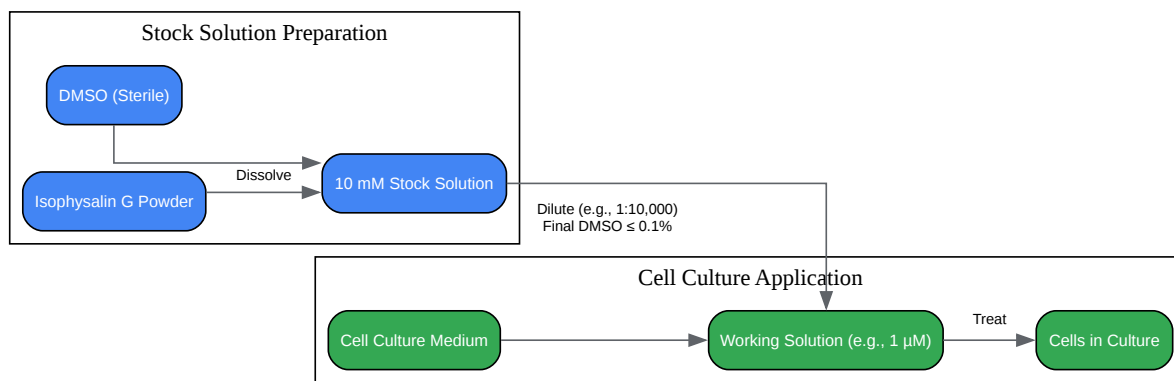 Stock Solution Preparation
DMSO (Sterile)
Dissolve
Isophysalin G Powder
10 mM Stock Solution
Dilute (e.g., 1:10,000)
Final DMSO ≤ 0.1%
Cell Culture Application
Cell Culture Medium
Working Solution (e.g., 1 µM)
Treat
Cells in Culture